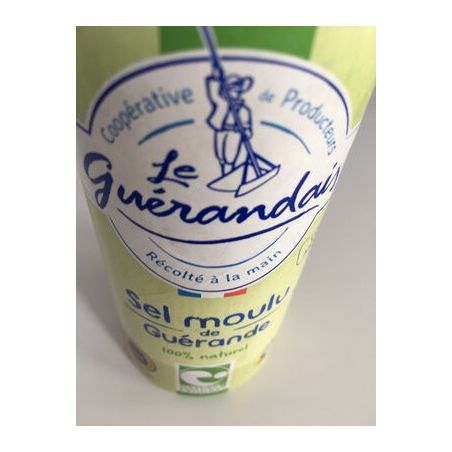 Coopérative de Producteurs
Le
Guérandais
Récolté à la main
Sel moulu
de
Guérande
100% naturel